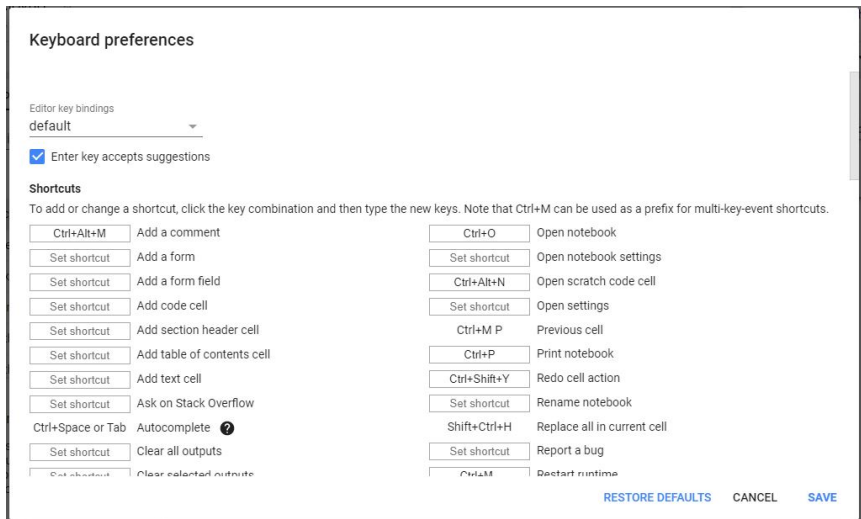 Keyboard preferences
Editor key bindings
default
Enter key accepts suggestions
Shortcuts
To add or change a shortcut, click the key combination and then type the new keys. Note that Ctrl+M can be used as a prefix for multi-key-event shortcuts.
Ctrl+Alt+M Add a comment
Set shortcut Add a form
Set shortcut Add a form field
Set shortcut Add code cell
Set shortcut Add section header cell
Set shortcut Add table of contents cell
Set shortcut Add text cell
Set shortcut Ask on Stack Overflow
Ctrl+Space or Tab Autocomplete ?
Set shortcut Clear all outputs
Set shortcut Clear selected outputs
Ctrl+O Open notebook
Set shortcut Open notebook settings
Ctrl+Alt+N Open scratch code cell
Set shortcut Open settings
Ctrl+M P Previous cell
Ctrl+P Print notebook
Ctrl+Shift+Y Redo cell action
Set shortcut Rename notebook
Shift+Ctrl+H Replace all in current cell
Set shortcut Report a bug
Ctrl+M Restart runtime
RESTORE DEFAULTS CANCEL SAVE